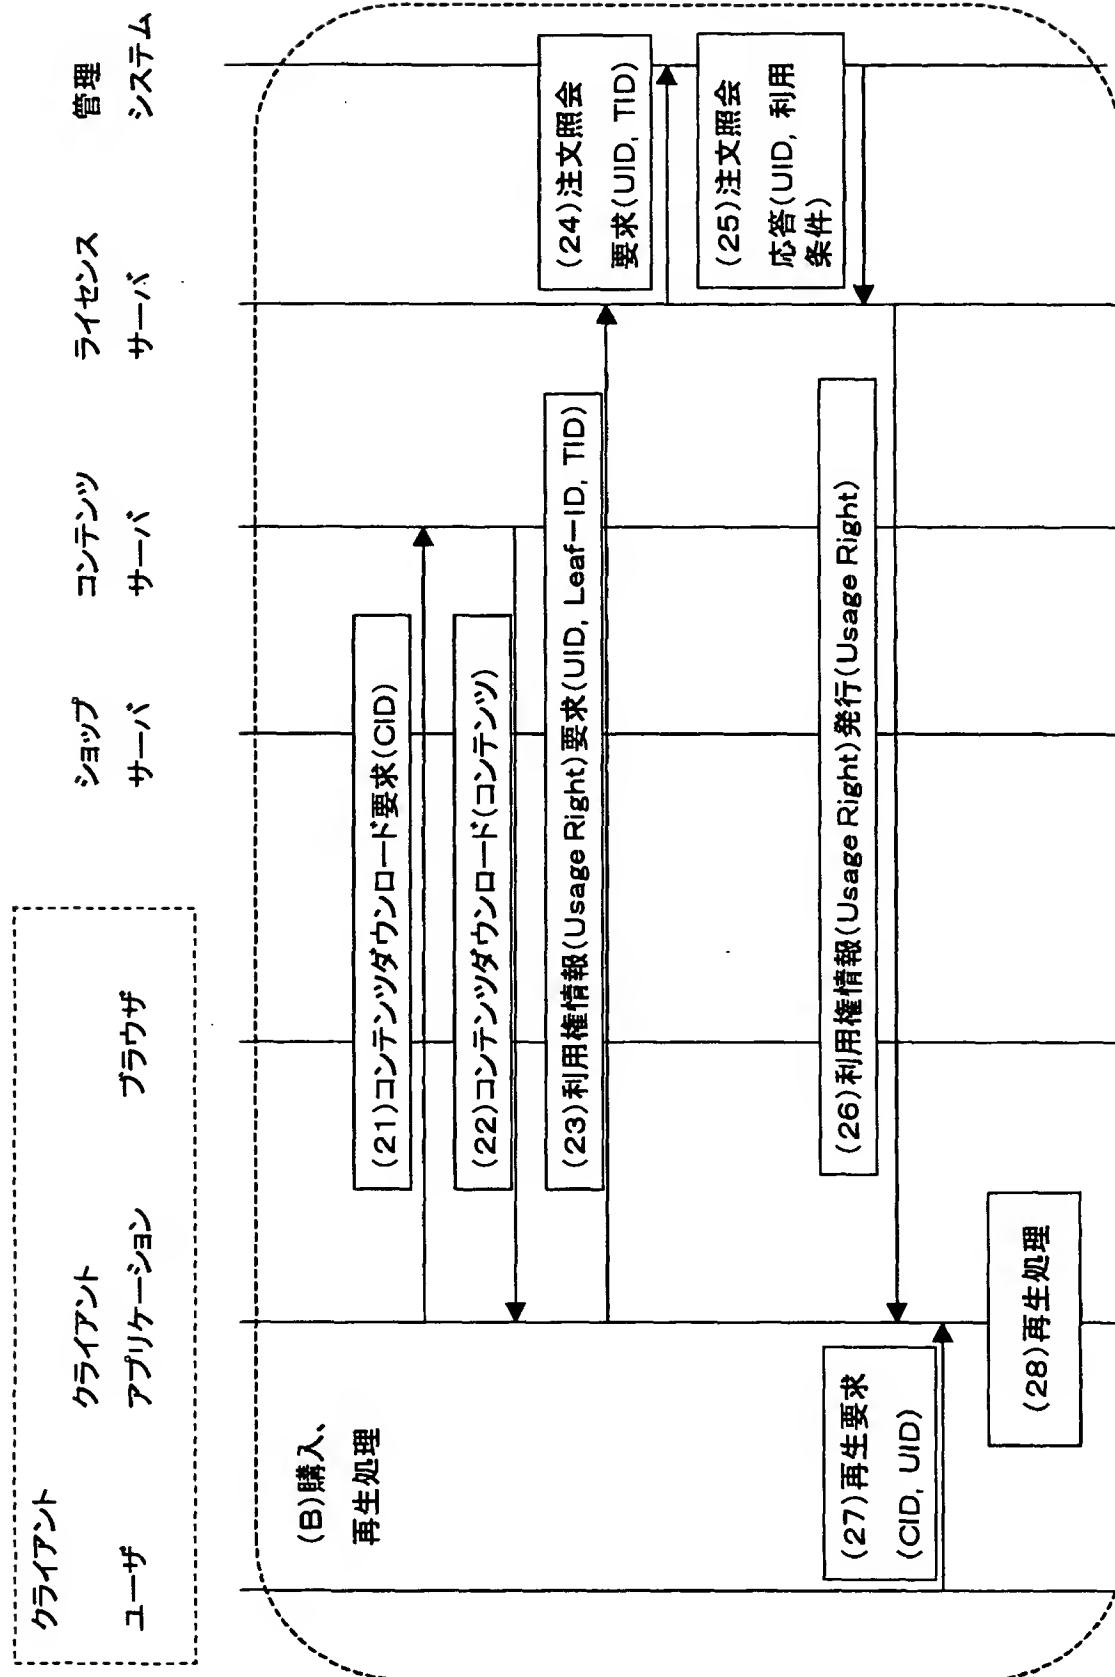 クライアント
ユーザ
クライアント
アプリケーション
ブラウザ
ショップ
サーバ
コンテンツ
サーバ
ライセンス
サーバ
管理
システム
(B)購入、
再生処理
(21)コンテンツダウンロード要求(CID)
(22)コンテンツダウンロード(コンテンツ)
(23)利用権情報(Usage Right)要求(UID, Leaf-ID, TID)
(24)注文照会
要求(UID, TID)
(25)注文照会
応答(UID, 利用
条件)
(26)利用権情報(Usage Right)発行(Usage Right)
(27)再生要求
(CID, UID)
(28)再生処理